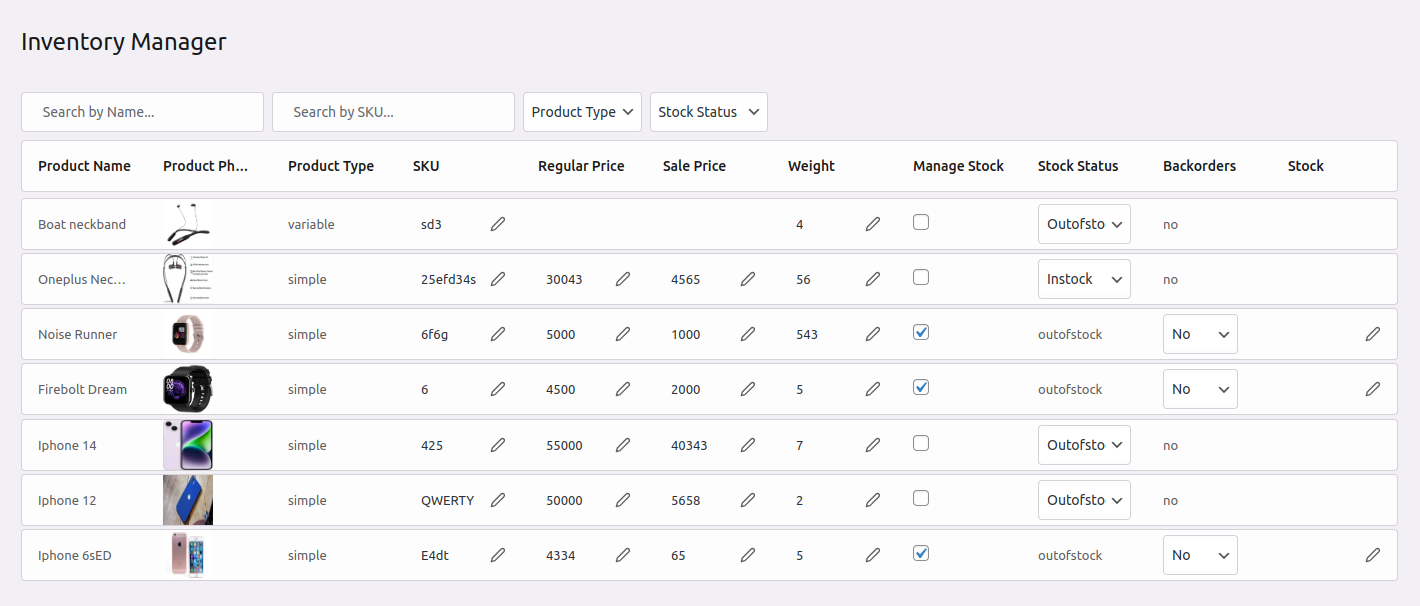 Inventory Manager
Search by Name... Search by SKU... Product Type Stock Status
Product Name Product Ph... Product Type SKU Regular Price Sale Price Weight Manage Stock Stock Status Backorders Stock
Boat neckband variable sd3 4 Outofsto no
Oneplus Nec... simple 25efd34s 30043 4565 56 Instock no
Noise Runner simple 6f6g 5000 1000 543 outofstock No
Firebolt Dream simple 6 4500 2000 5 outofstock No
Iphone 14 simple 425 55000 40343 7 Outofsto no
Iphone 12 simple QWERTY 50000 5658 2 Outofsto no
Iphone 6sED simple E4dt 4334 65 5 outofstock No